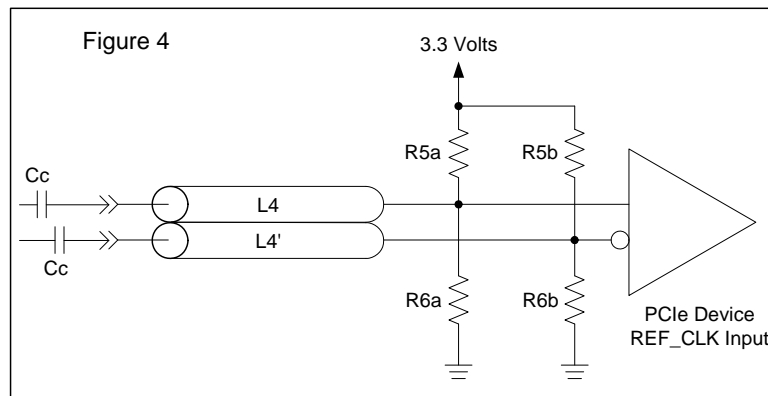 Figure 4
3.3 Volts
R5a
R5b
Cc
L4
L4'
Cc
R6a
R6b
PCIe Device
REF_CLK Input